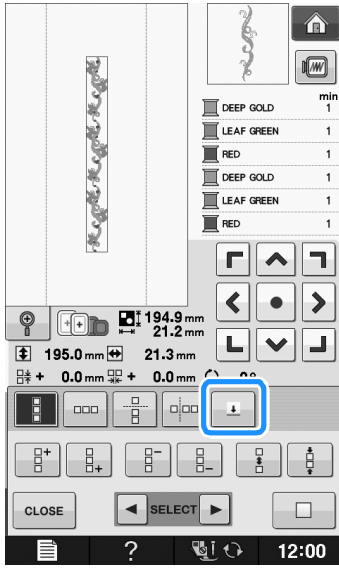 min
DEEP GOLD 1
LEAF GREEN 1
RED 1
DEEP GOLD 1
LEAF GREEN 1
RED 1
194.9 mm
21.2 mm
195.0 mm 21.3 mm
+ 0.0 mm + 0.0 mm
CLOSE SELECT
? 12:00